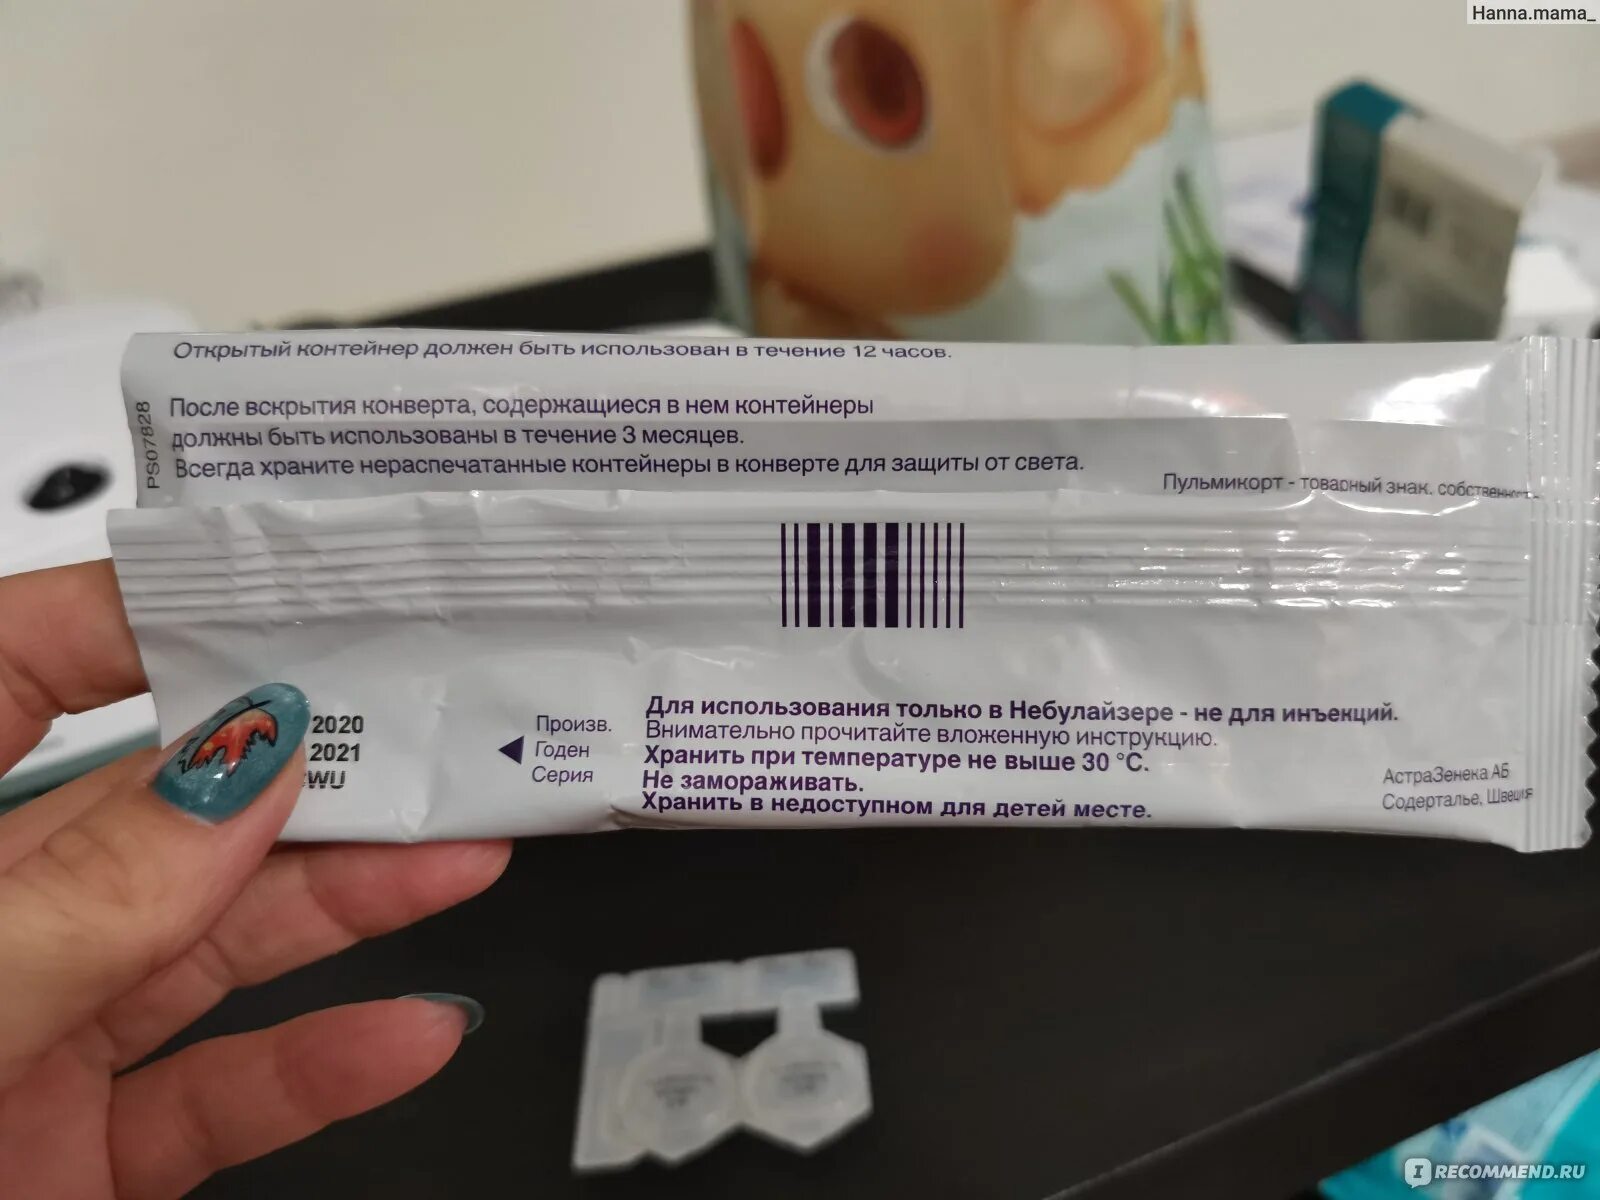 Hanna.mama_
Открытый контейнер должен быть использован в течение 12 часов.
PS07828
После вскрытия конверта, содержащиеся в нем контейнеры
должны быть использованы в течение 3 месяцев.
Всегда храните нераспечатанные контейнеры в конверте для защиты от света.
Пульмикорт - товарный знак, собственность
2020
2021
WU
Произв.
Годен
Серия
Для использования только в Небулайзере - не для инъекций.
Внимательно прочитайте вложенную инструкцию.
Хранить при температуре не выше 30 °C.
Не замораживать.
Хранить в недоступном для детей месте.
АстраЗенека АБ
Содерталье, Швеция
IRECOMMEND.RU